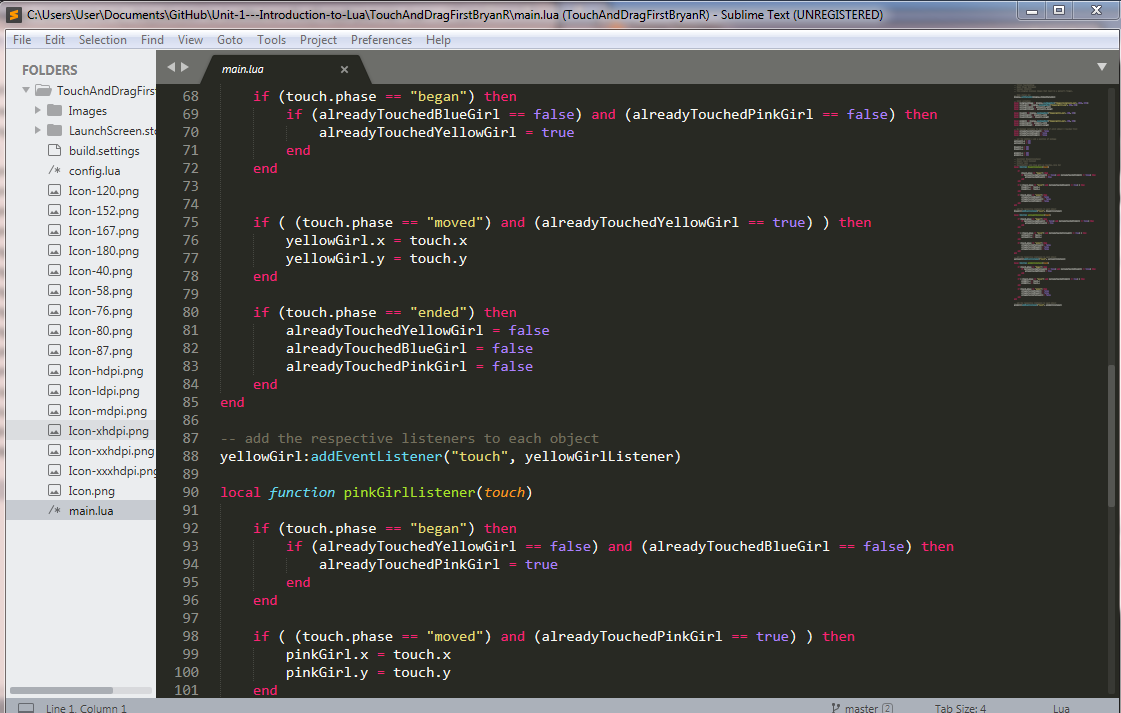 C:\Users\User\Documents\GitHub\Unit-1---Introduction-to-Lua\TouchAndDragFirstBryanR\main.lua (TouchAndDragFirstBryanR) - Sublime Text (UNREGISTERED)
File Edit Selection Find View Goto Tools Project Preferences Help
FOLDERS
TouchAndDragFirst
Images
LaunchScreen.sto
build.settings
/* config.lua
Icon-120.png
Icon-152.png
Icon-167.png
Icon-180.png
Icon-40.png
Icon-58.png
Icon-76.png
Icon-80.png
Icon-87.png
Icon-hdpi.png
Icon-ldpi.png
Icon-mdpi.png
Icon-xhdpi.png
Icon-xxhdpi.png
Icon-xxxhdpi.png
Icon.png
/* main.lua
main.lua
68 if (touch.phase == "began") then
69 if (alreadyTouchedBlueGirl == false) and (alreadyTouchedPinkGirl == false) then
70 alreadyTouchedYellowGirl = true
71 end
72 end
73
74
75 if ( (touch.phase == "moved") and (alreadyTouchedYellowGirl == true) ) then
76 yellowGirl.x = touch.x
77 yellowGirl.y = touch.y
78 end
79
80 if (touch.phase == "ended") then
81 alreadyTouchedYellowGirl = false
82 alreadyTouchedBlueGirl = false
83 alreadyTouchedPinkGirl = false
84 end
85 end
86
87 -- add the respective listeners to each object
88 yellowGirl:addEventListener("touch", yellowGirlListener)
89
90 local function pinkGirlListener(touch)
91
92 if (touch.phase == "began") then
93 if (alreadyTouchedYellowGirl == false) and (alreadyTouchedBlueGirl == false) then
94 alreadyTouchedPinkGirl = true
95 end
96 end
97
98 if ( (touch.phase == "moved") and (alreadyTouchedPinkGirl == true) ) then
99 pinkGirl.x = touch.x
100 pinkGirl.y = touch.y
101 end
Line 1, Column 1 master 2 Tab Size: 4 Lua